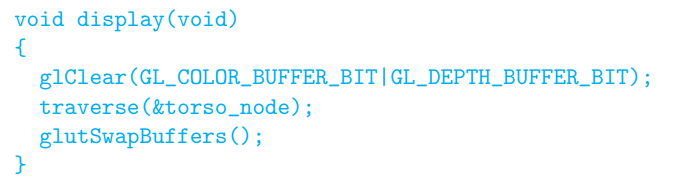 void display(void)
{
  glClear(GL_COLOR_BUFFER_BIT|GL_DEPTH_BUFFER_BIT);
  traverse(&torso_node);
  glutSwapBuffers();
}